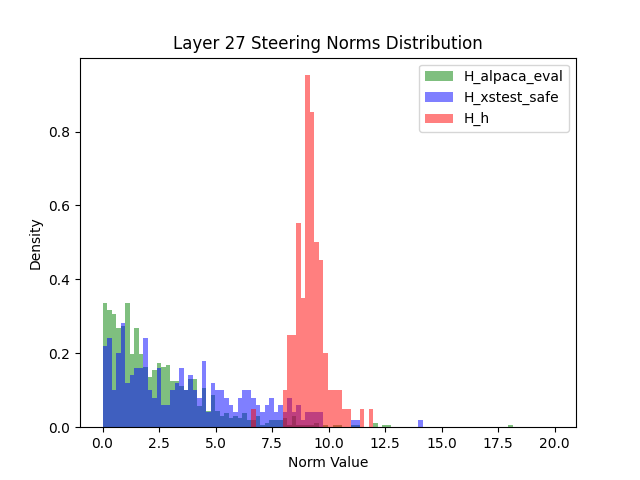 Layer 27 Steering Norms Distribution
H_alpaca_eval
H_xstest_safe
H_h
Density
0.8
0.6
0.4
0.2
0.0
0.0 2.5 5.0 7.5 10.0 12.5 15.0 17.5 20.0
Norm Value